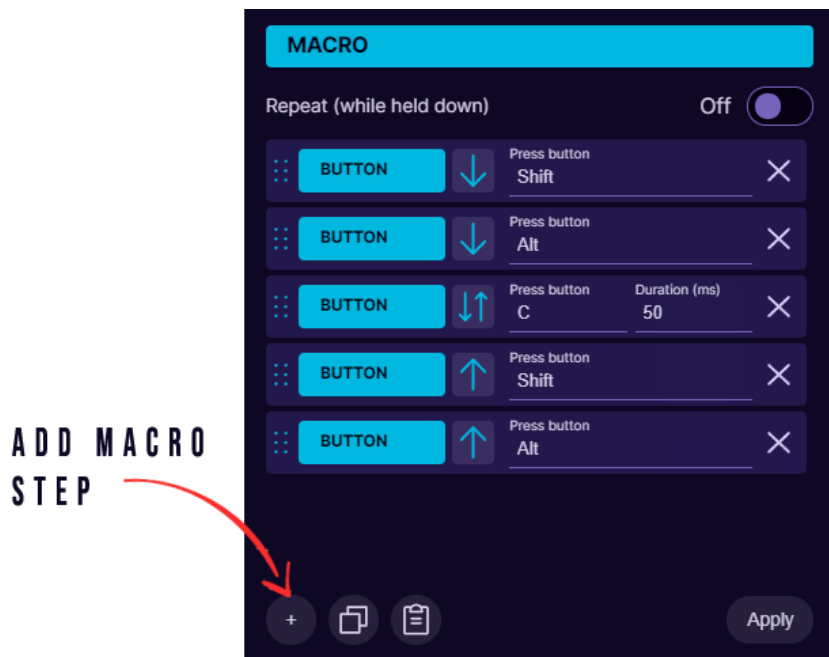 MACRO
Repeat (while held down) Off
BUTTON Press button Shift
BUTTON Press button Alt
BUTTON Press button C Duration (ms) 50
BUTTON Press button Shift
BUTTON Press button Alt
ADD MACRO
STEP
+ Apply